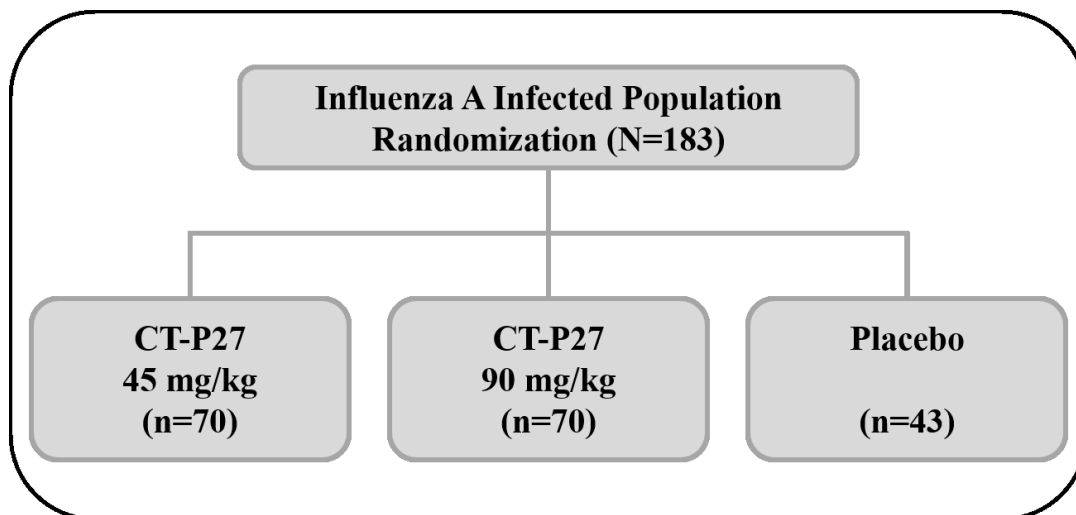 Influenza A Infected Population
Randomization (N=183)
CT-P27
45 mg/kg
(n=70)
CT-P27
90 mg/kg
(n=70)
Placebo
(n=43)